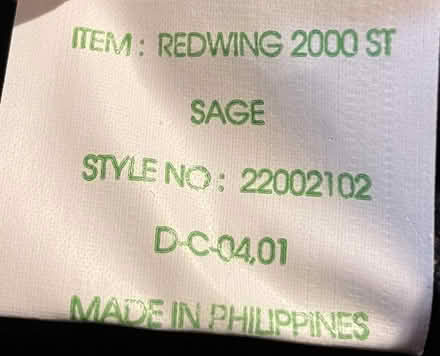 ITEM : REDWING 2000 ST
SAGE
STYLE NO : 22002102
D-C-04,01
MADE IN PHILIPPINES